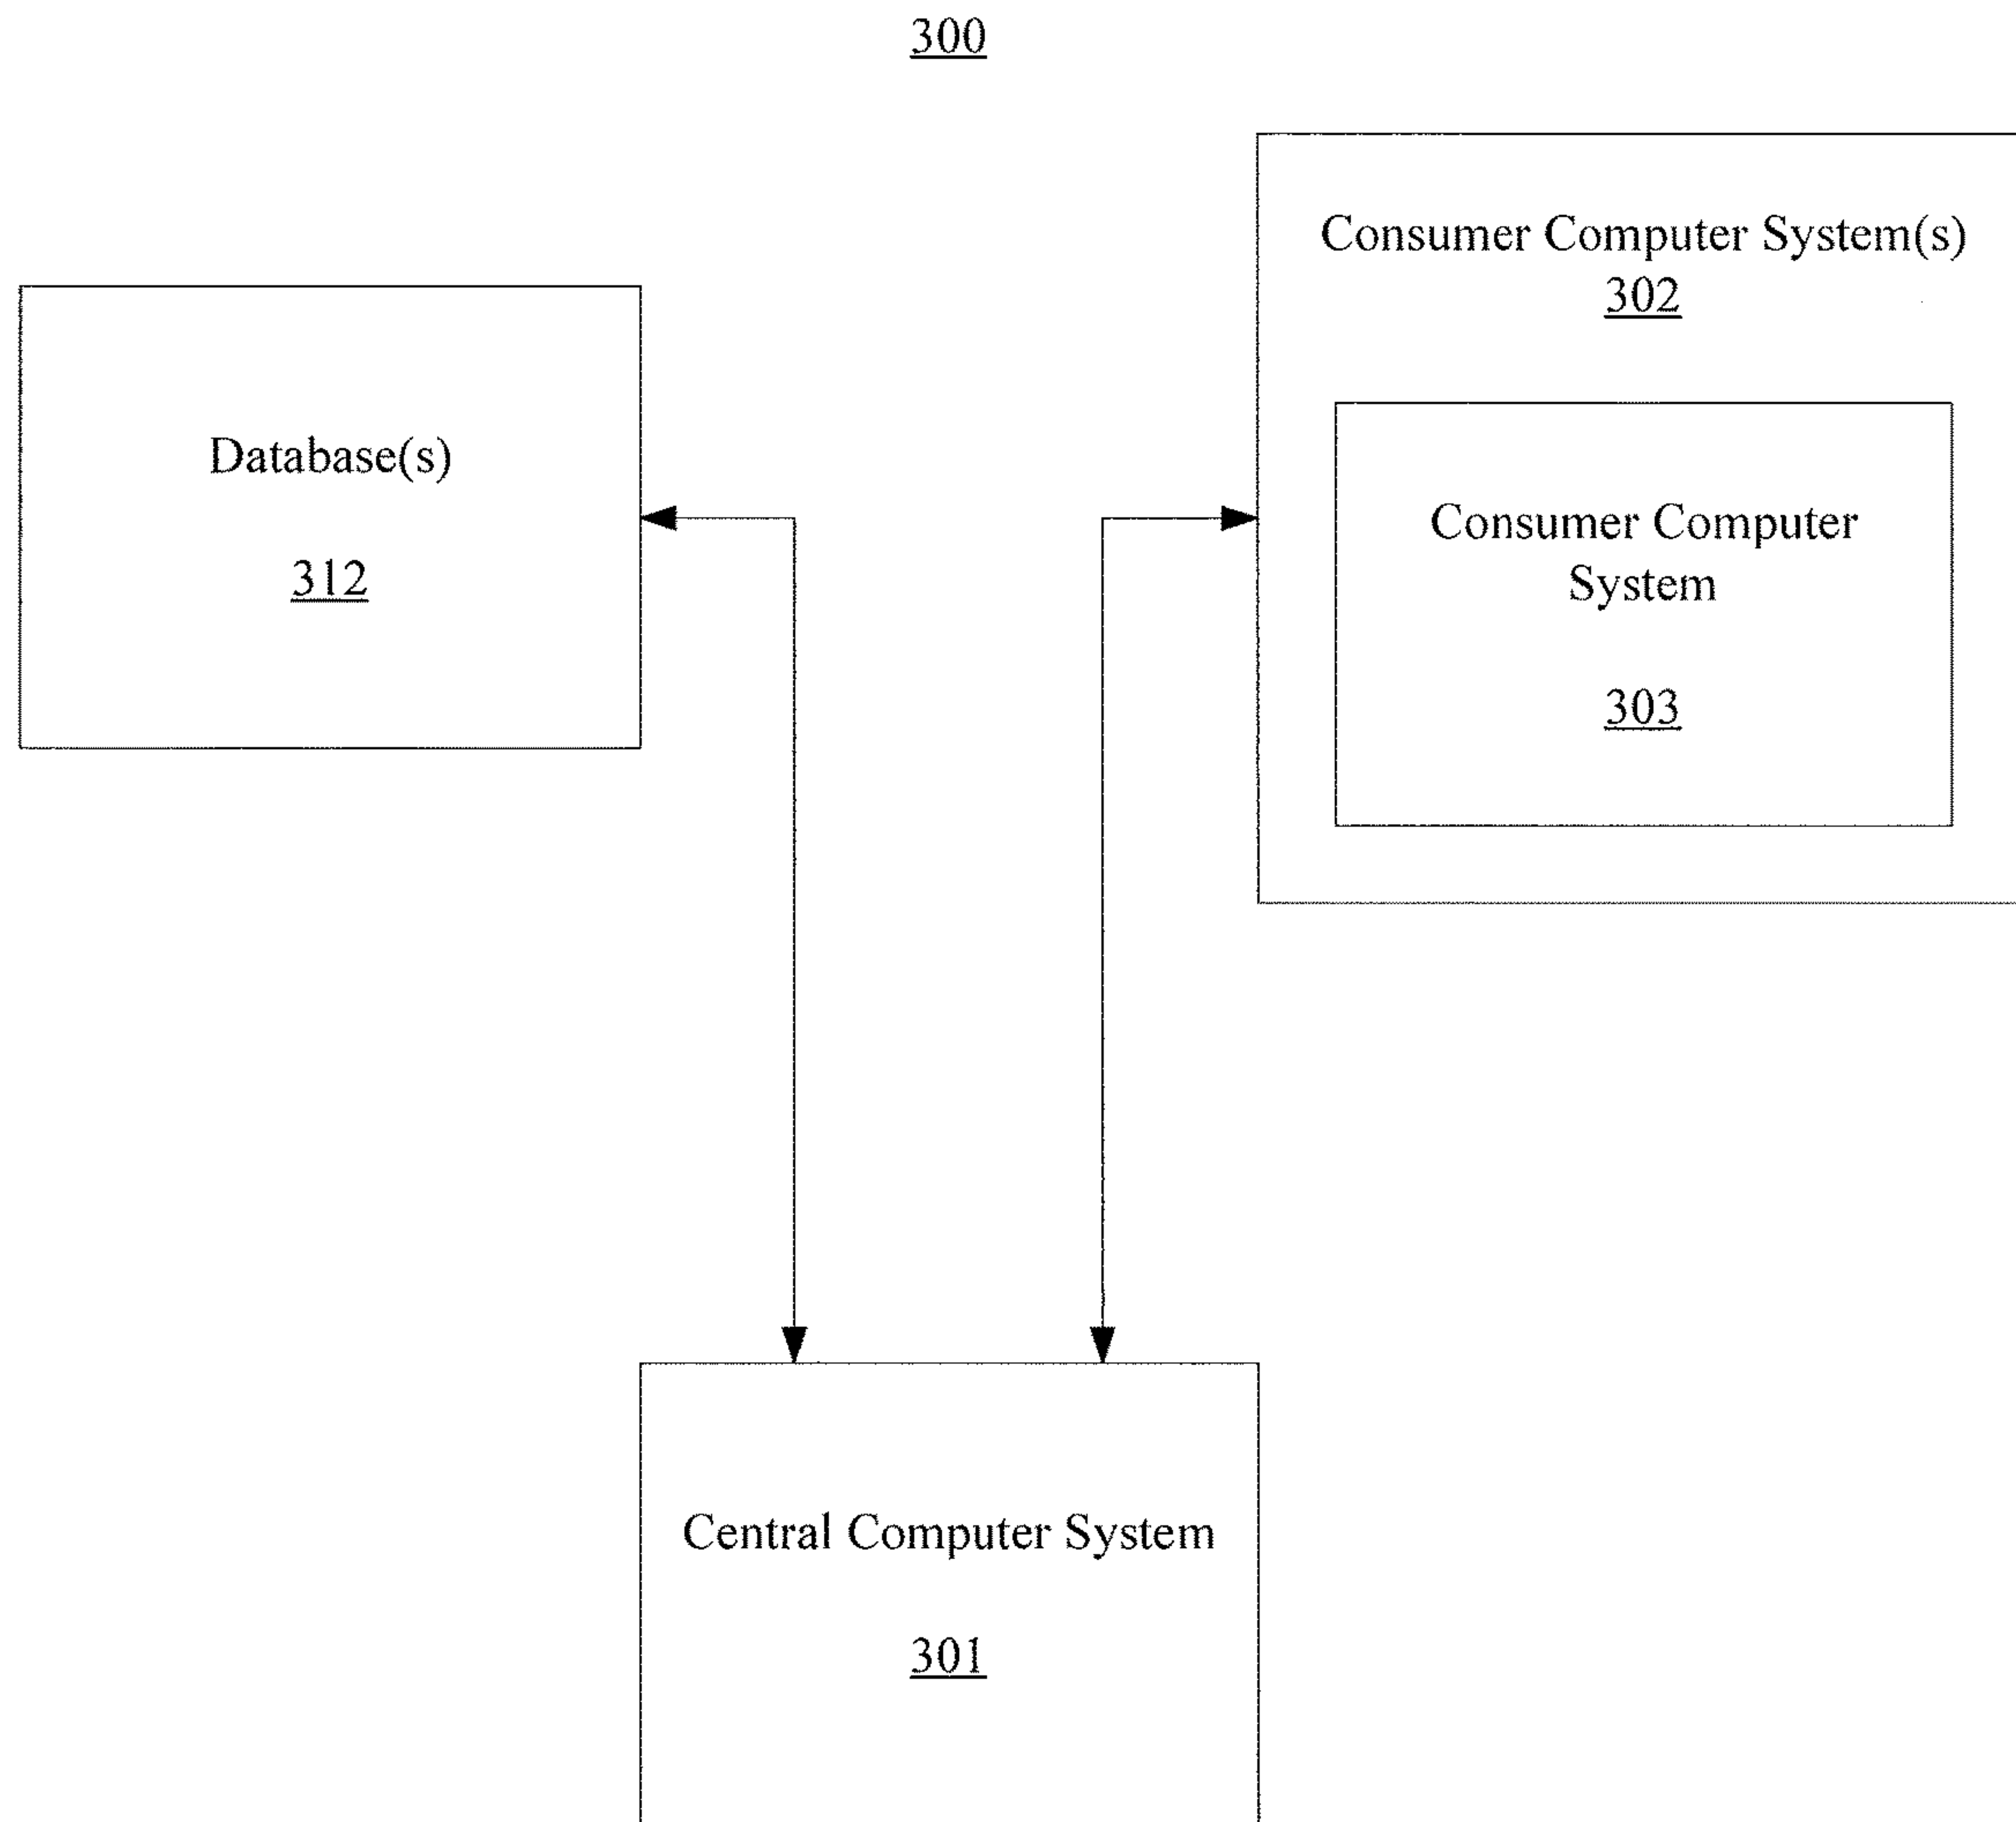 300
Consumer Computer System(s)
302
Database(s)
312
Consumer Computer
System
303
Central Computer System
301